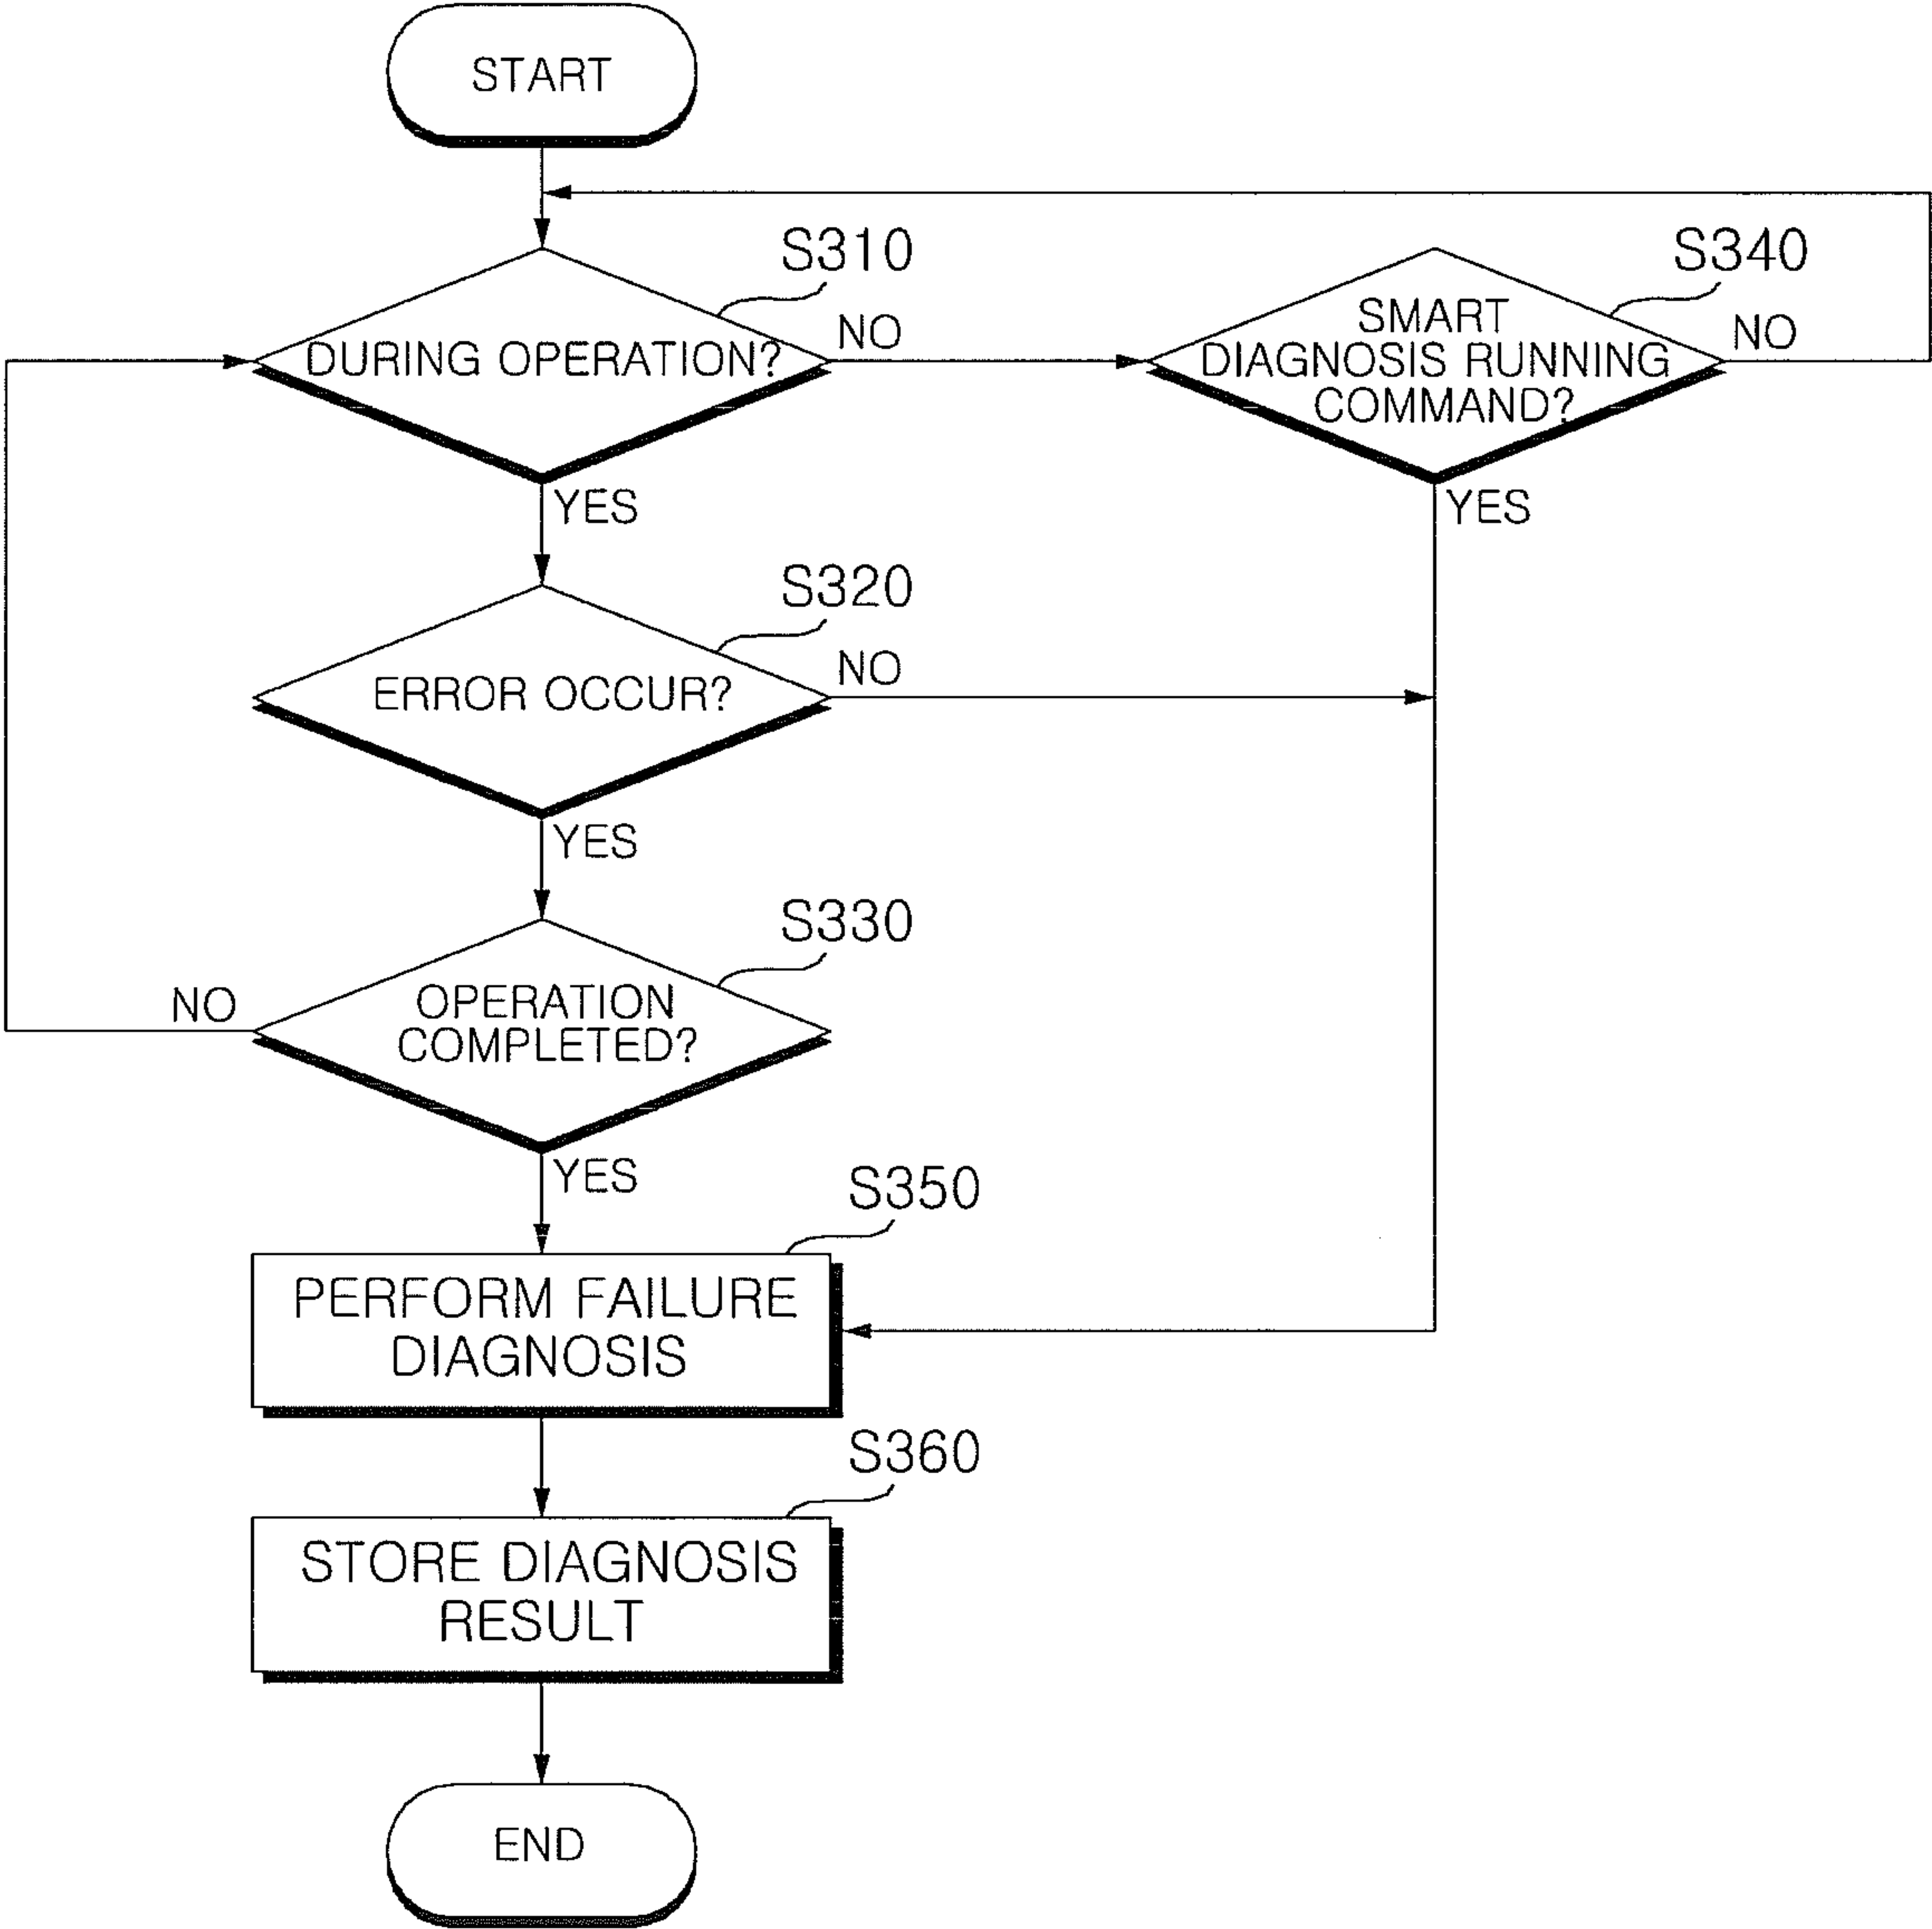 START
S310
DURING OPERATION?
NO
S340
SMART
DIAGNOSIS RUNNING
COMMAND?
NO
YES
YES
S320
ERROR OCCUR?
NO
YES
S330
OPERATION
COMPLETED?
NO
YES
S350
PERFORM FAILURE
DIAGNOSIS
S360
STORE DIAGNOSIS
RESULT
END